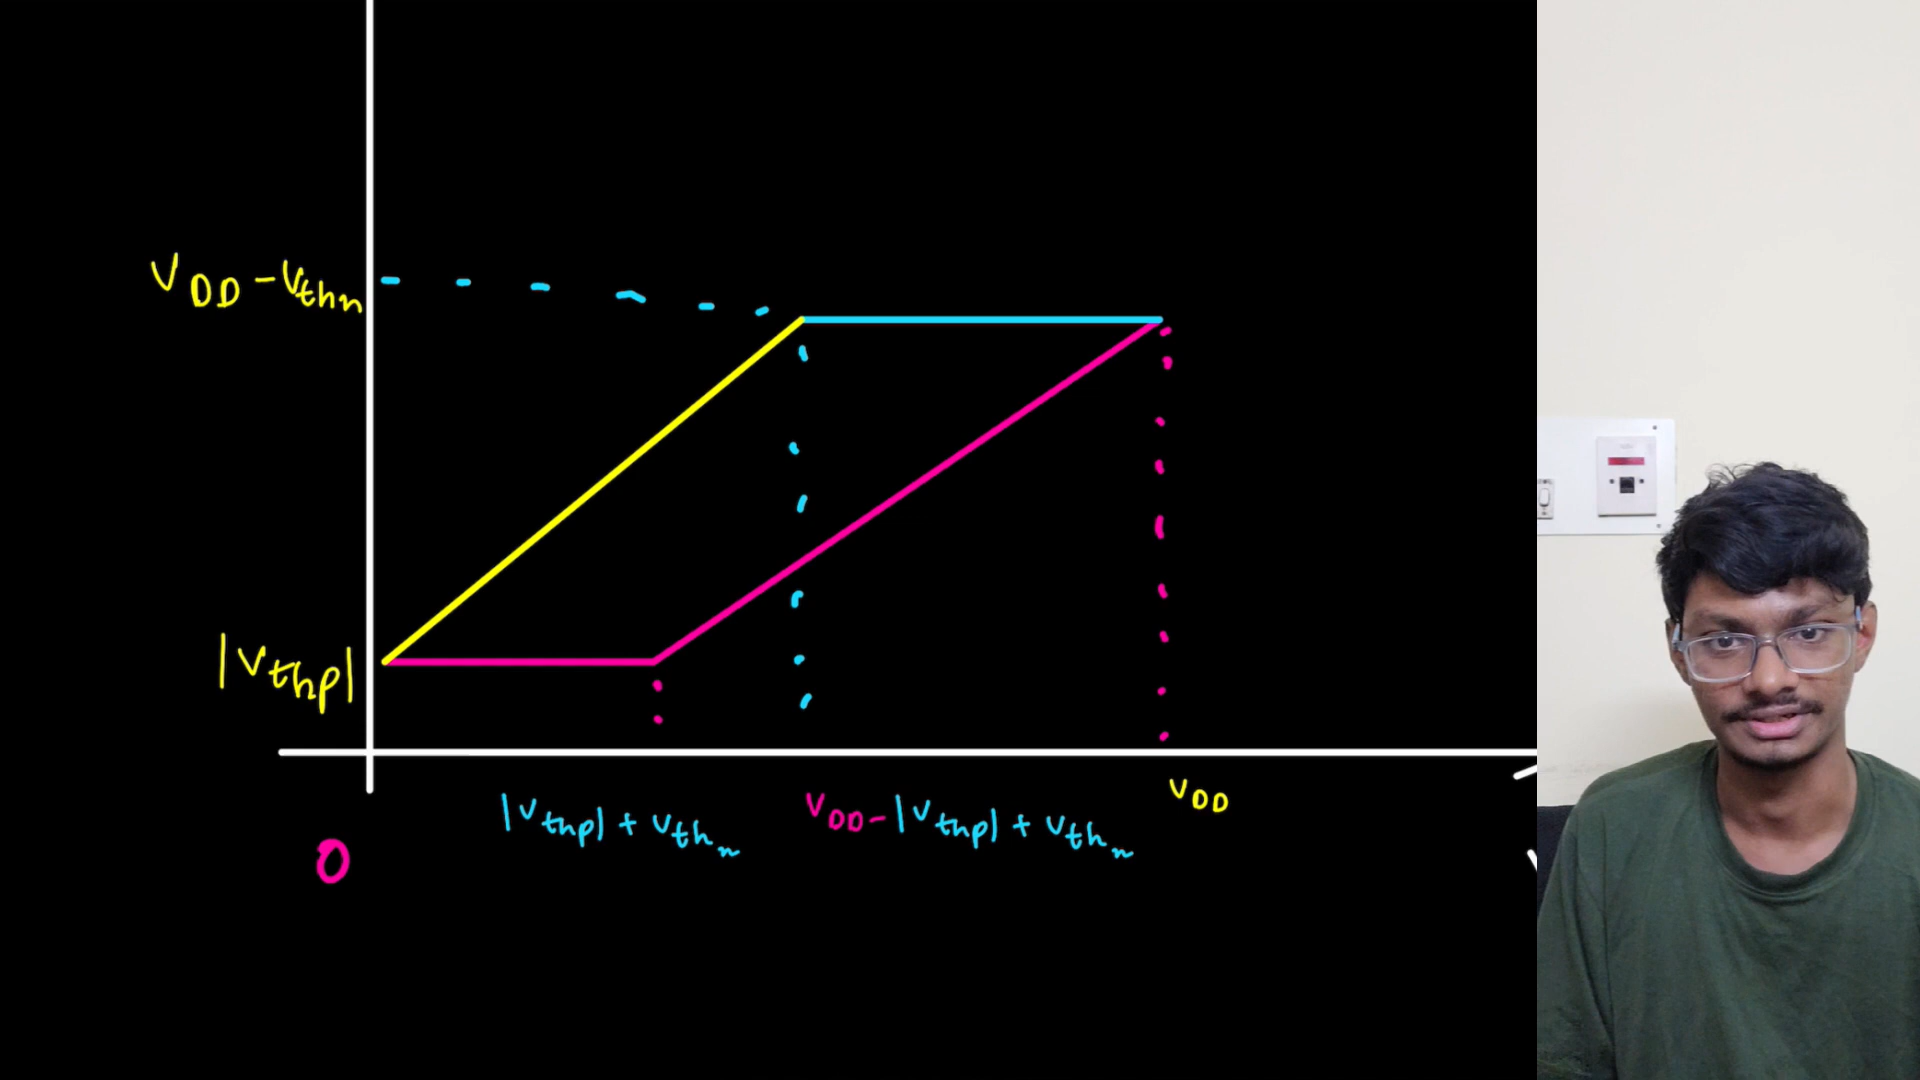 VDD - Vthn
|Vthp|
|Vthp| + Vthn
VDD - |Vthp| + Vthn
VDD
0